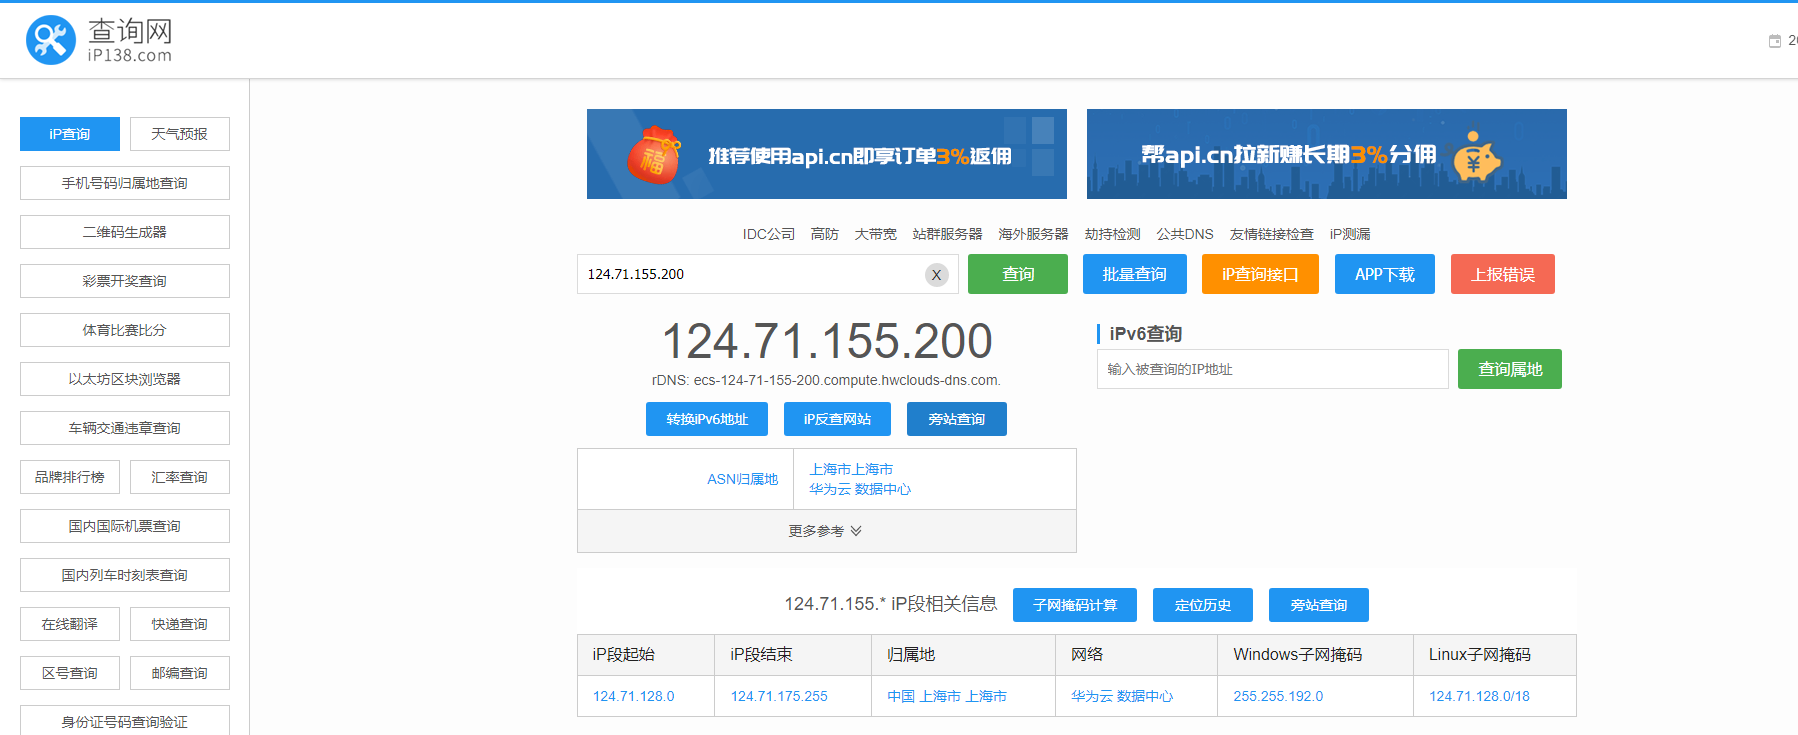 查询网
iP138.com
iP查询
天气预报
手机号码归属地查询
二维码生成器
彩票开奖查询
体育比赛比分
以太坊区块浏览器
车辆交通违章查询
品牌排行榜
汇率查询
国内国际机票查询
国内列车时刻表查询
在线翻译
快递查询
区号查询
邮编查询
身份证号码查询验证
推荐使用api.cn即享订单3%返佣
帮api.cn拉新赚长期3%分佣
IDC公司 高防 大带宽 站群服务器 海外服务器 劫持检测 公共DNS 友情链接检查 iP测漏
124.71.155.200 X 查询 批量查询 iP查询接口 APP下载 上报错误
124.71.155.200
rDNS: ecs-124-71-155-200.compute.hwclouds-dns.com.
转换iPv6地址 iP反查网站 旁站查询
ASN归属地
上海市上海市
华为云 数据中心
更多参考
iPv6查询
输入被查询的IP地址 查询属地
124.71.155.* iP段相关信息 子网掩码计算 定位历史 旁站查询
iP段起始 iP段结束 归属地 网络 Windows子网掩码 Linux子网掩码
124.71.128.0 124.71.175.255 中国 上海市 上海市 华为云 数据中心 255.255.192.0 124.71.128.0/18